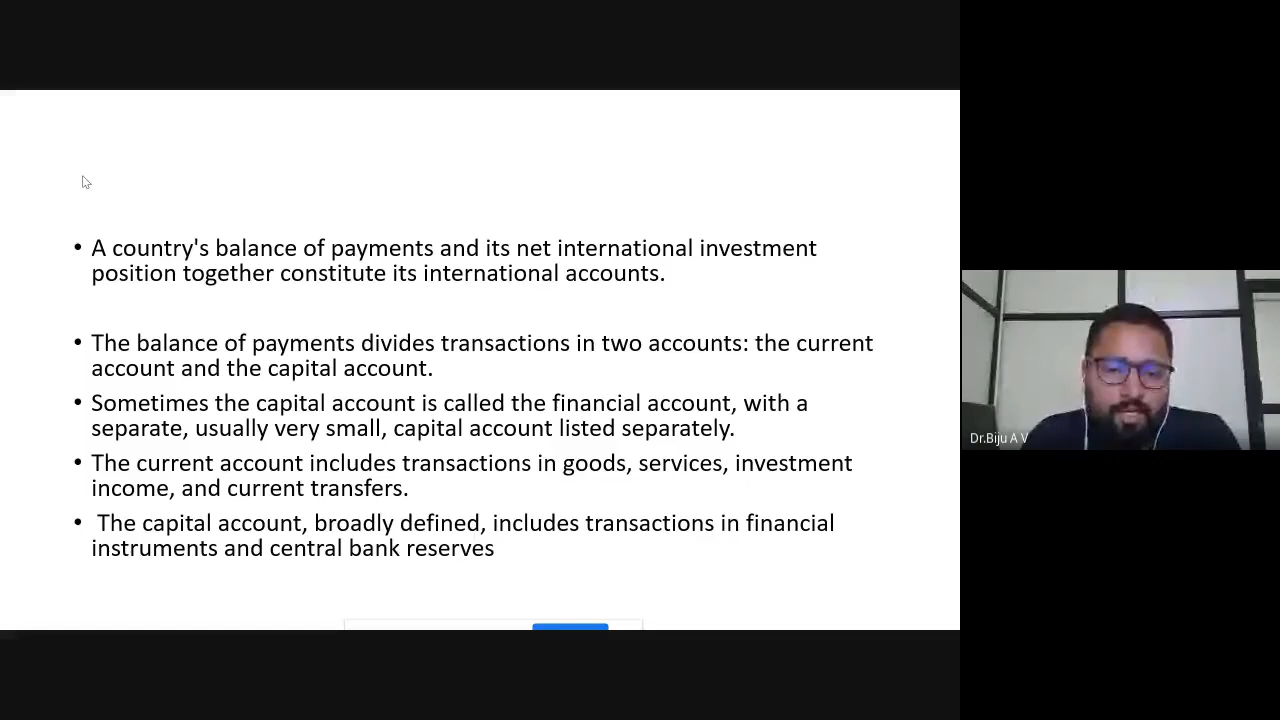 • A country's balance of payments and its net international investment
position together constitute its international accounts.
• The balance of payments divides transactions in two accounts: the current
account and the capital account.
• Sometimes the capital account is called the financial account, with a
separate, usually very small, capital account listed separately.
• The current account includes transactions in goods, services, investment
income, and current transfers.
• The capital account, broadly defined, includes transactions in financial
instruments and central bank reserves
Dr.Biju A V